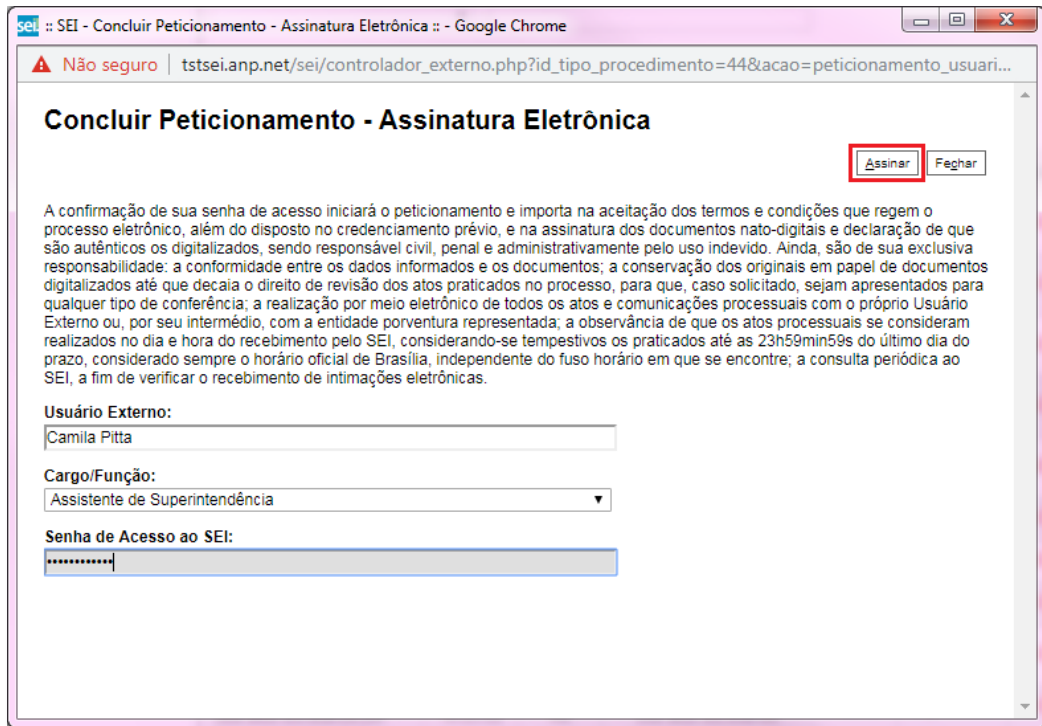 sei! :: SEI - Concluir Peticionamento - Assinatura Eletrônica :: - Google Chrome
Não seguro | tstsei.anp.net/sei/controlador_externo.php?id_tipo_procedimento=44&acao=peticionamento_usuari...
Concluir Peticionamento - Assinatura Eletrônica
Assinar Fechar
A confirmação de sua senha de acesso iniciará o peticionamento e importa na aceitação dos termos e condições que regem o
processo eletrônico, além do disposto no credenciamento prévio, e na assinatura dos documentos nato-digitais e declaração de que
são autênticos os digitalizados, sendo responsável civil, penal e administrativamente pelo uso indevido. Ainda, são de sua exclusiva
responsabilidade: a conformidade entre os dados informados e os documentos; a conservação dos originais em papel de documentos
digitalizados até que decaia o direito de revisão dos atos praticados no processo, para que, caso solicitado, sejam apresentados para
qualquer tipo de conferência; a realização por meio eletrônico de todos os atos e comunicações processuais com o próprio Usuário
Externo ou, por seu intermédio, com a entidade porventura representada; a observância de que os atos processuais se consideram
realizados no dia e hora do recebimento pelo SEI, considerando-se tempestivos os praticados até as 23h59min59s do último dia do
prazo, considerado sempre o horário oficial de Brasília, independente do fuso horário em que se encontre; a consulta periódica ao
SEI, a fim de verificar o recebimento de intimações eletrônicas.
Usuário Externo:
Camila Pitta
Cargo/Função:
Assistente de Superintendência
Senha de Acesso ao SEI:
••••••••••••